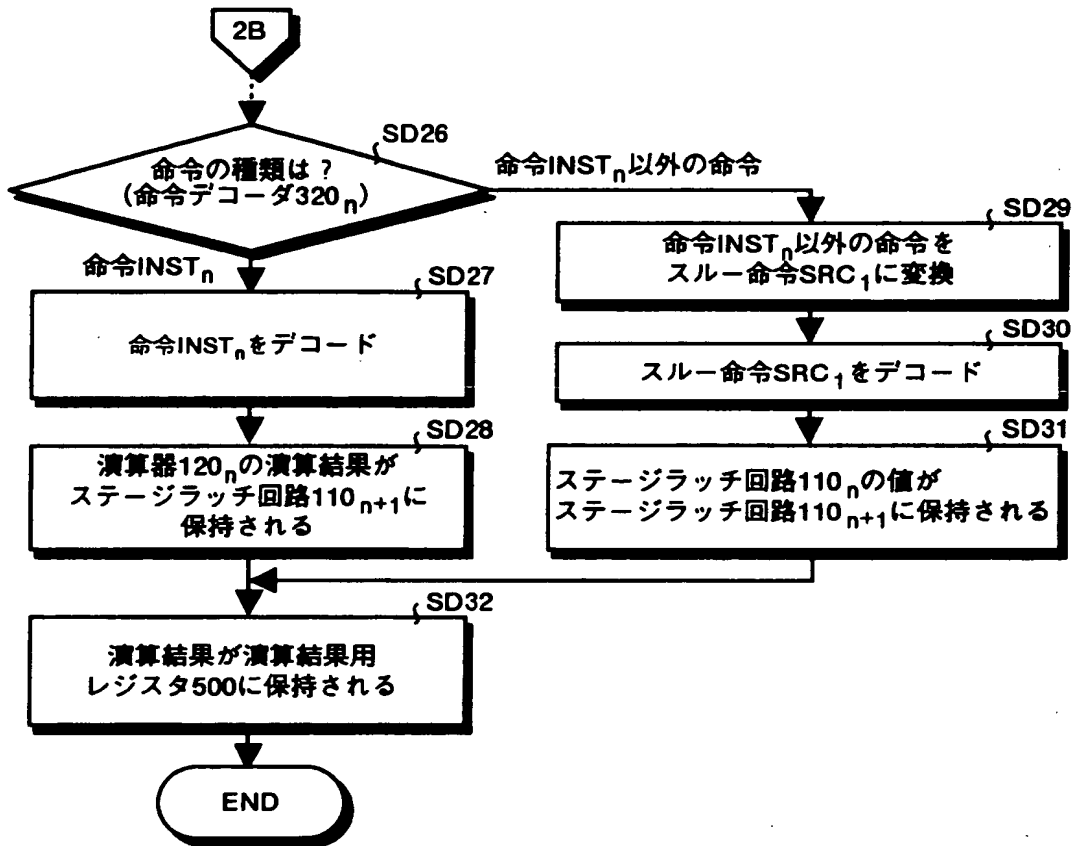 2B
SD26
命令の種類は?
(命令デコーダ320n)
命令INSTn以外の命令
命令INSTn
SD27
命令INSTnをデコード
SD28
演算器120nの演算結果が
ステージラッチ回路110n+1に
保持される
SD29
命令INSTn以外の命令を
スルー命令SRC1に変換
SD30
スルー命令SRC1をデコード
SD31
ステージラッチ回路110nの値が
ステージラッチ回路110n+1に保持される
SD32
演算結果が演算結果用
レジスタ500に保持される
END